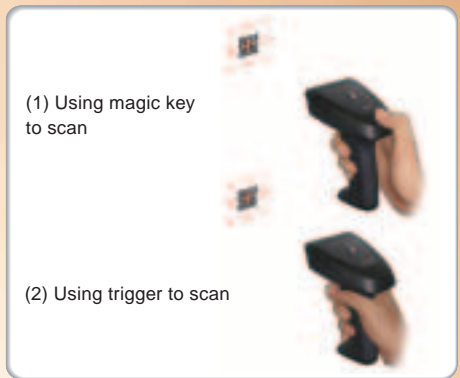 (1) Using magic key
to scan
(2) Using trigger to scan